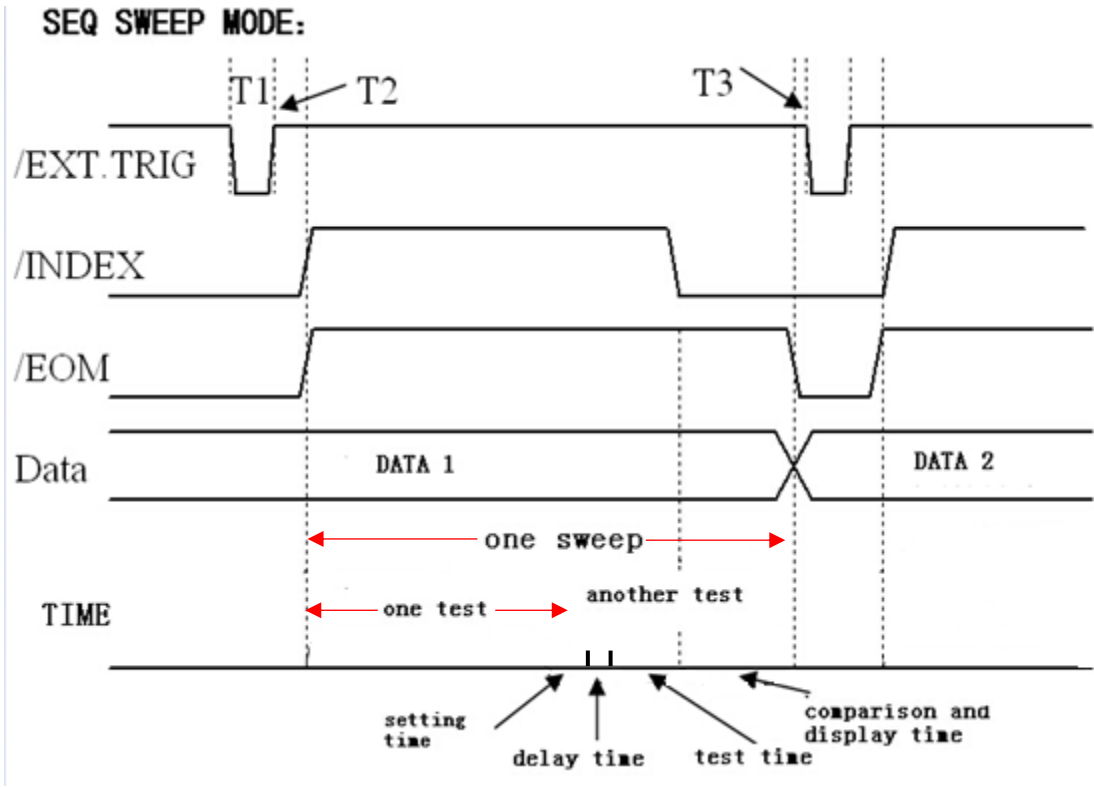 SEQ SWEEP MODE:
T1
T2
T3
/EXT.TRIG
/INDEX
/EOM
Data
DATA 1
DATA 2
one sweep
TIME
one test
another test
setting
time
delay time
test time
comparison and
display time